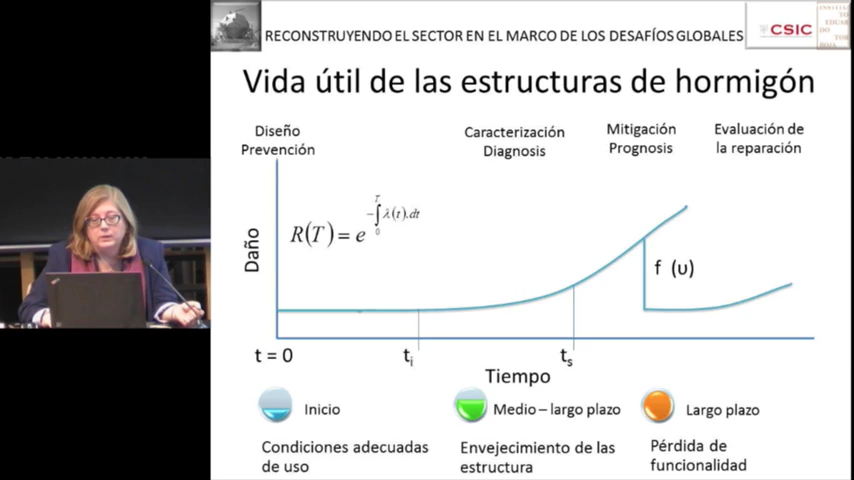 RECONSTRUYENDO EL SECTOR EN EL MARCO DE LOS DESAFÍOS GLOBALES
CSIC
Vida útil de las estructuras de hormigón
Diseño
Prevención
Caracterización
Diagnosis
Mitigación
Prognosis
Evaluación de
la reparación
R(T) = e^{-∫_0^T λ(t).dt}
Daño
f (υ)
t = 0
ti
ts
Tiempo
Inicio
Medio – largo plazo
Largo plazo
Condiciones adecuadas
de uso
Envejecimiento de las
estructura
Pérdida de
funcionalidad